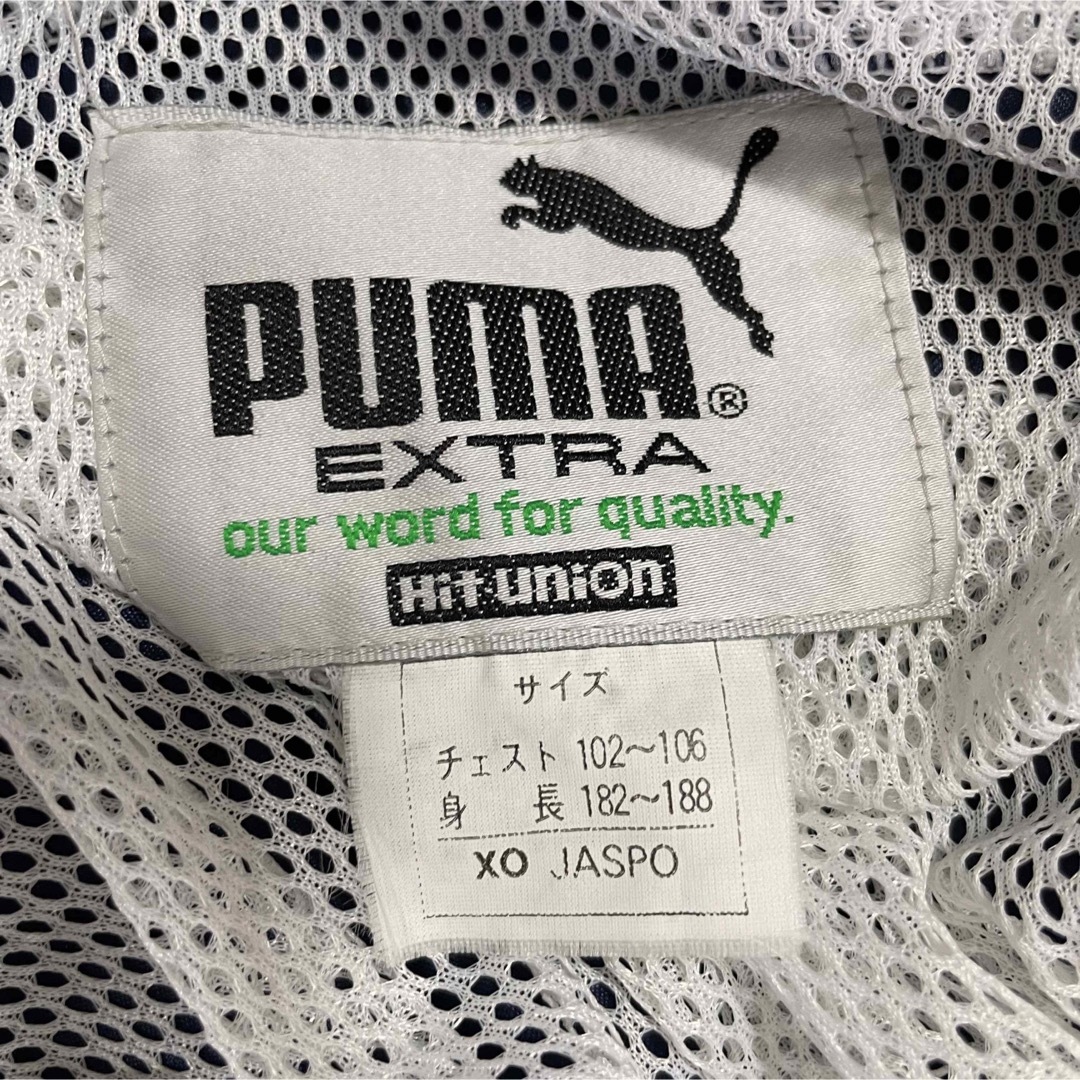 PUMA®
EXTRA
our word for quality.
Hit union
サイズ
チェスト 102〜106
身 長 182〜188
XO JASPO